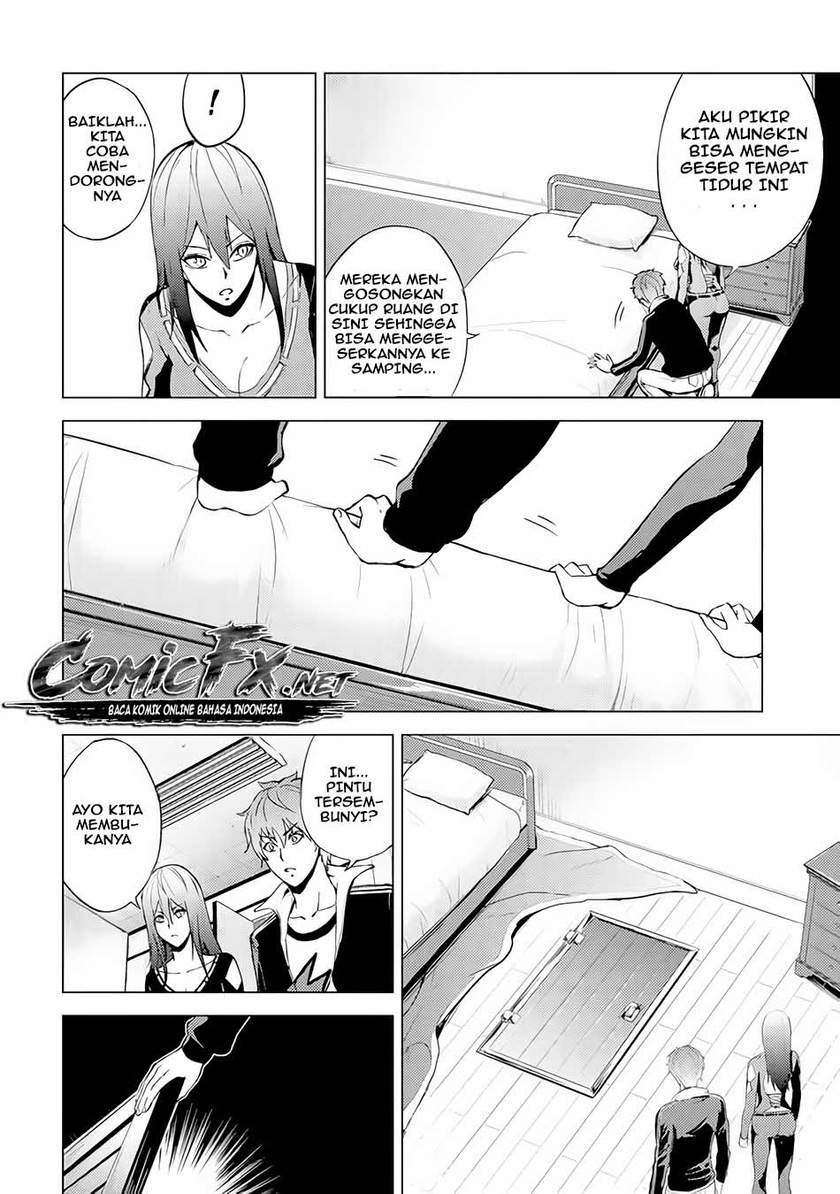 AKU PIKIR
KITA MUNGKIN
BISA MENG-
GESER TEMPAT
TIDUR INI
...
MEREKA MEN-
GOSONGKAN
CUKUP RUANG DI
SINI SEHINGGA
BISA MENGGE-
SERKANNYA KE
SAMPING...
!
BAIKLAH...
KITA
COBA
MEN-
DORONG-
NYA
COMICFX.NET
BACA KOMIK ONLINE BAHASA INDONESIA
INI...
PINTU
TERSEM-
BUNYI?
AYO KITA
MEMBU-
KANYA